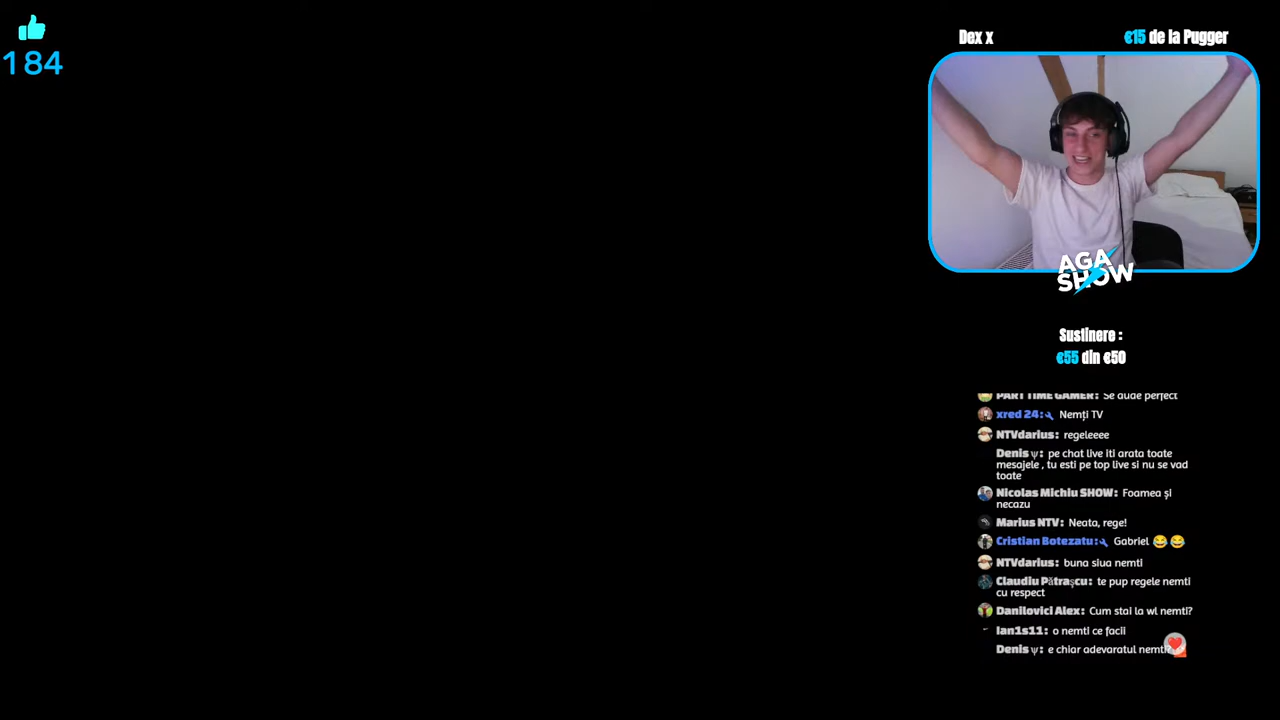 184
Dex x
€15 de la Pugger
AGA
SHOW
Sustinere :
€55 din €50
PART TIME GAMER: Se aude perfect
xred 24: Nemți TV
NTVdarius: regeleeee
Denis ψ: pe chat live iti arata toate
mesajele , tu esti pe top live si nu se vad
toate
Nicolas Michiu SHOW: Foamea și
necazu
Marius NTV: Neata, rege!
Cristian Botezatu: Gabriel 😂 😂
NTVdarius: buna siua nemti
Claudiu Pătrașcu: te pup regele nemti
cu respect
Danilovici Alex: Cum stai la wl nemti?
Ian1s11: o nemti ce facii
Denis ψ: e chiar adevaratul nemti